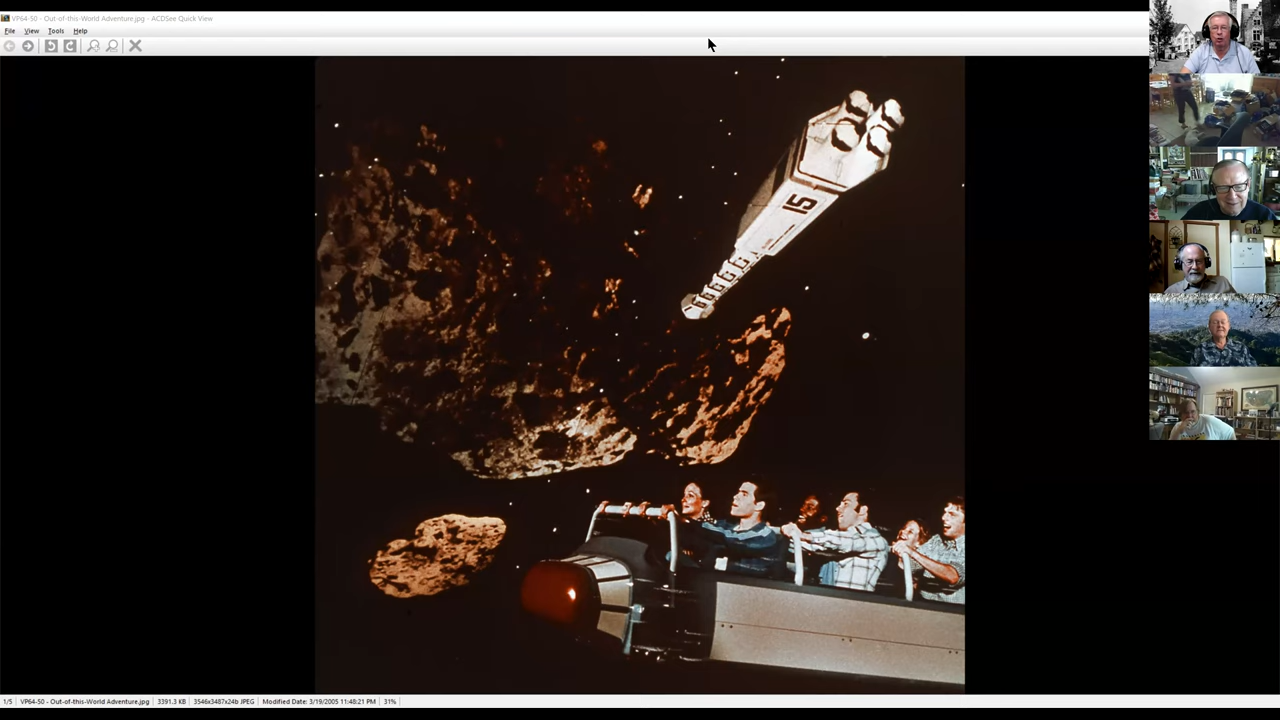 VP64-50 - Out-of-this-World Adventure.jpg - ACDSee Quick View
File View Tools Help
15
1/5 VP64-50 - Out-of-this-World Adventure.jpg 3391.3 KB 3546x3487x24b JPEG Modified Date: 3/19/2005 11:48:21 PM 31%